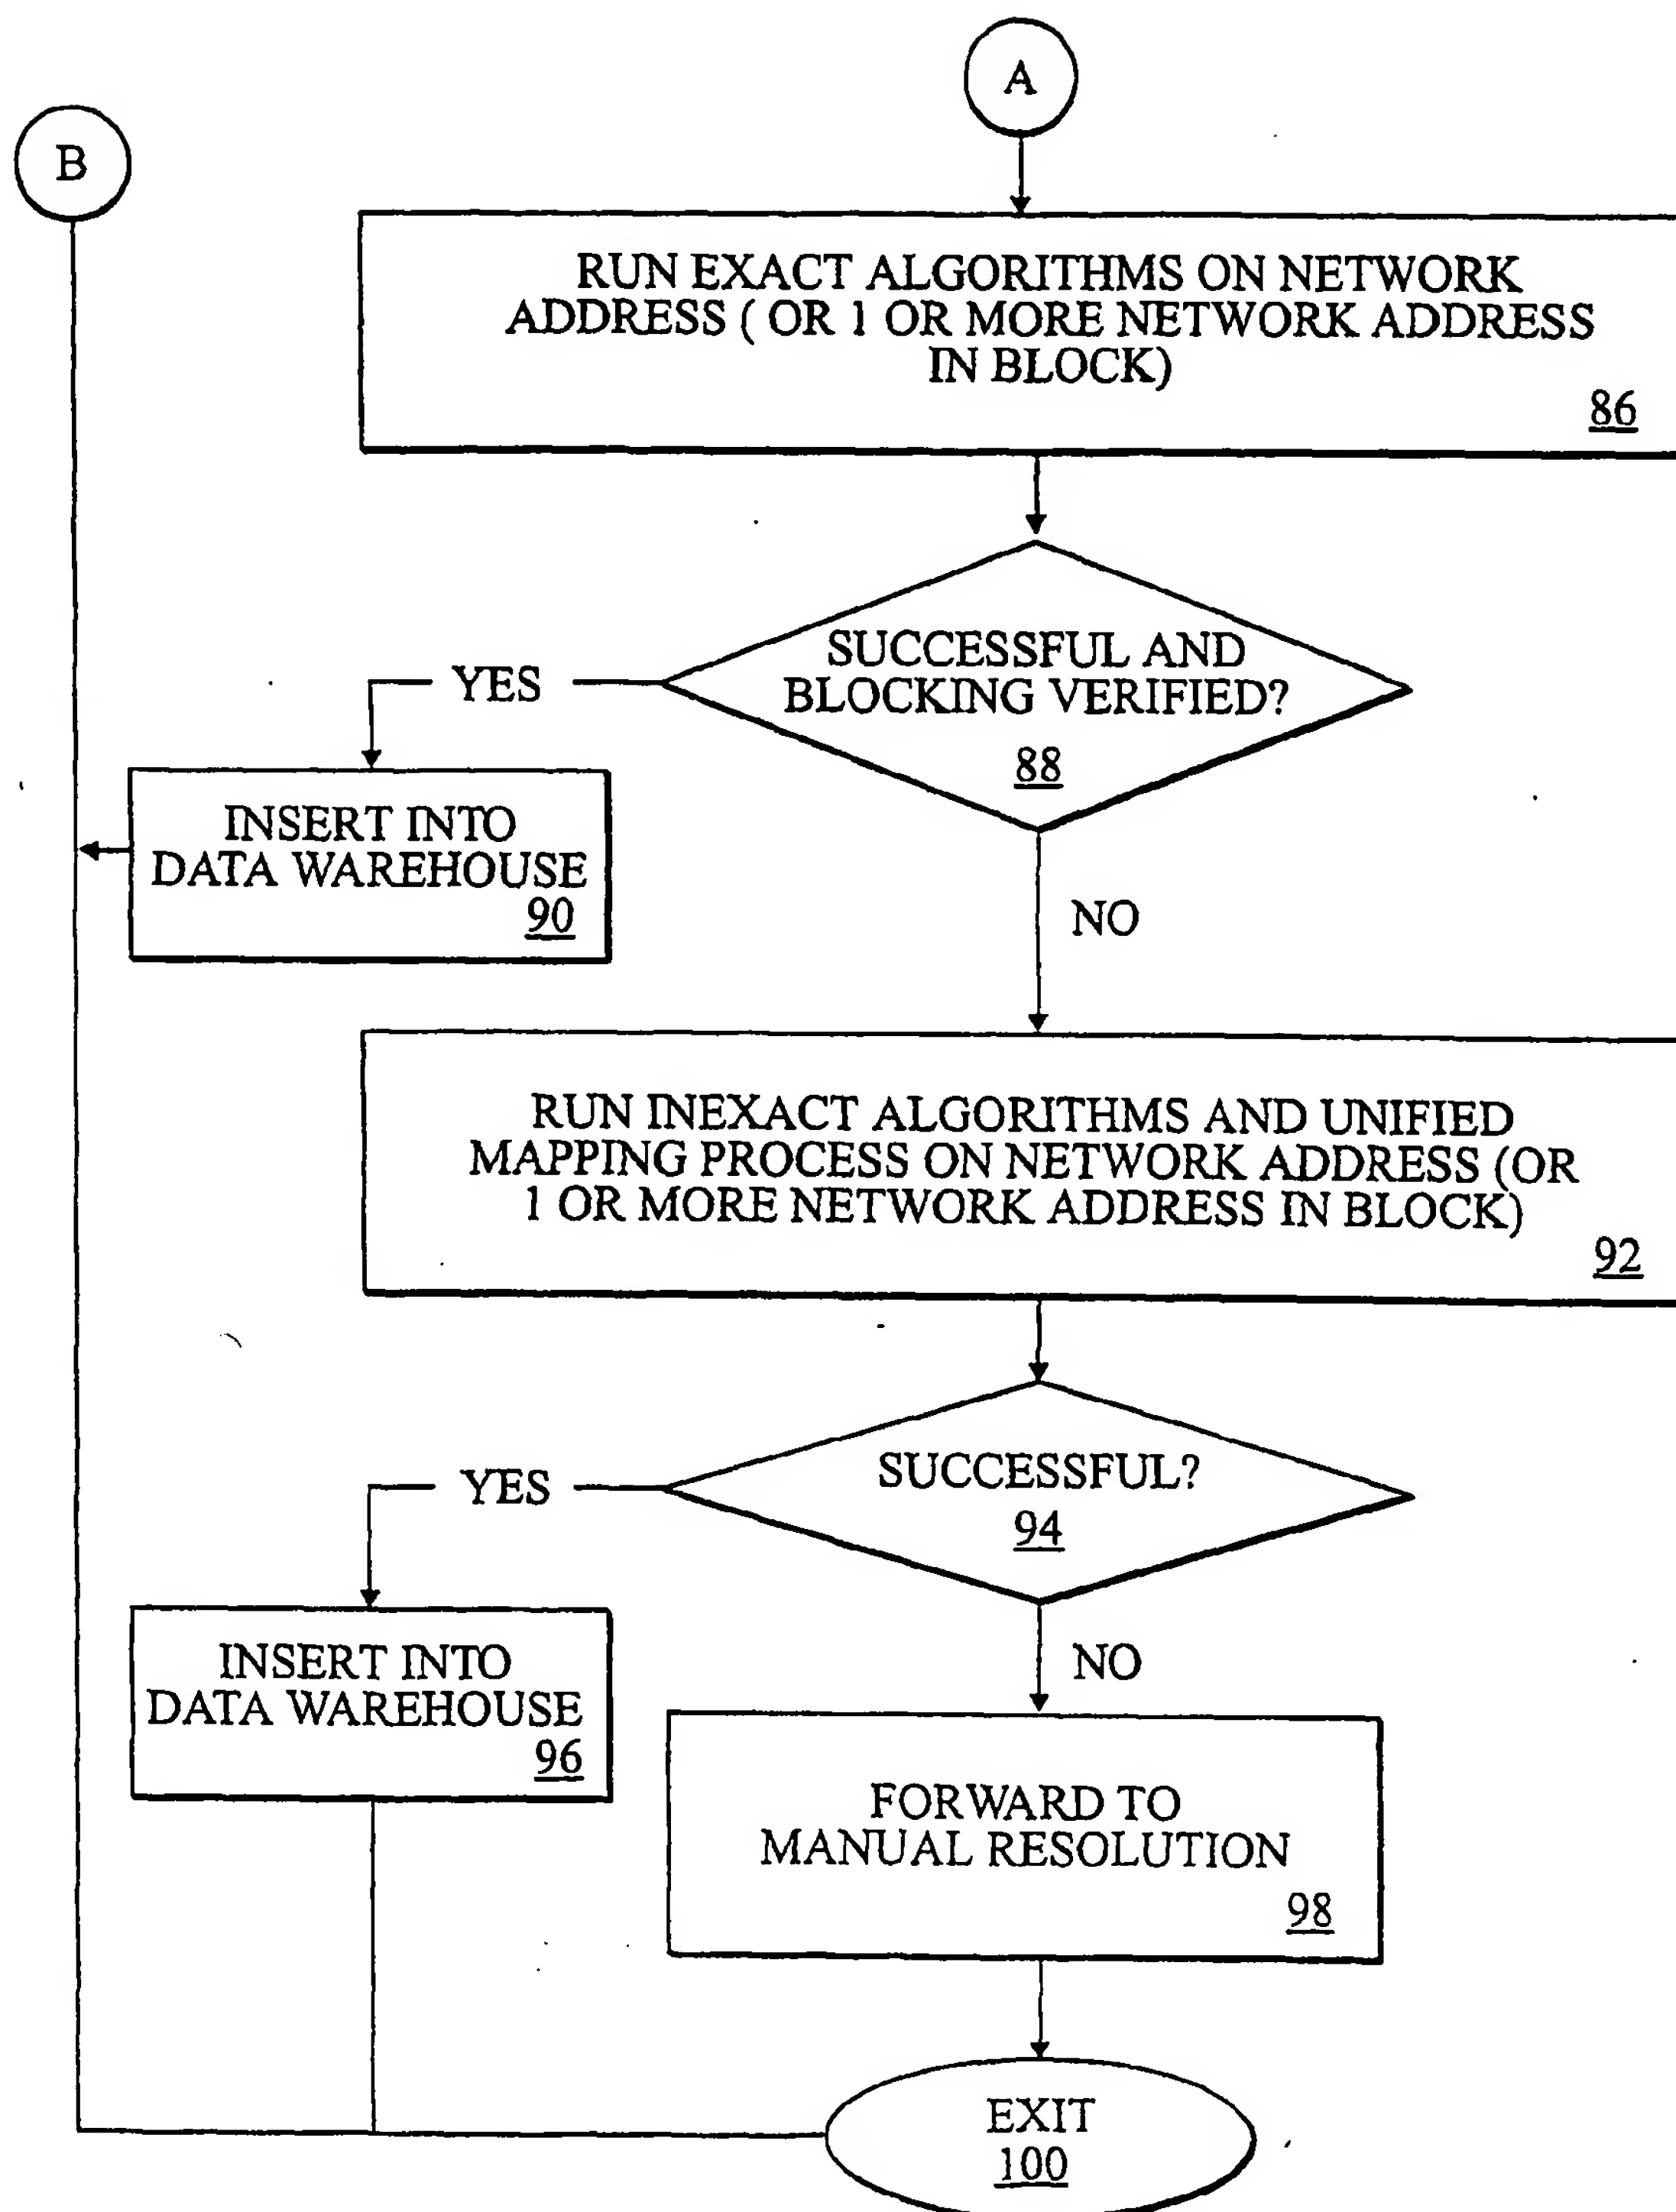 A
B
RUN EXACT ALGORITHMS ON NETWORK
ADDRESS ( OR 1 OR MORE NETWORK ADDRESS
IN BLOCK)
86
SUCCESSFUL AND
BLOCKING VERIFIED?
88
YES
INSERT INTO
DATA WAREHOUSE
90
NO
RUN INEXACT ALGORITHMS AND UNIFIED
MAPPING PROCESS ON NETWORK ADDRESS (OR
1 OR MORE NETWORK ADDRESS IN BLOCK)
92
SUCCESSFUL?
94
YES
INSERT INTO
DATA WAREHOUSE
96
NO
FORWARD TO
MANUAL RESOLUTION
98
EXIT
100